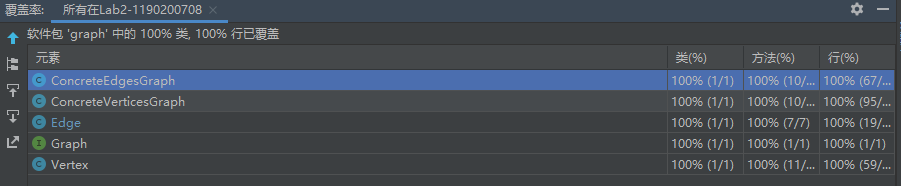 覆盖率: 所有在Lab2-1190200708 ×
软件包 'graph' 中的 100% 类, 100% 行已覆盖
元素 类(%) 方法(%) 行(%)
C ConcreteEdgesGraph 100% (1/1) 100% (10/... 100% (67/...
C ConcreteVerticesGraph 100% (1/1) 100% (10/... 100% (95/...
C Edge 100% (1/1) 100% (7/7) 100% (19/...
I Graph 100% (1/1) 100% (1/1) 100% (1/1)
C Vertex 100% (1/1) 100% (11/... 100% (59/...